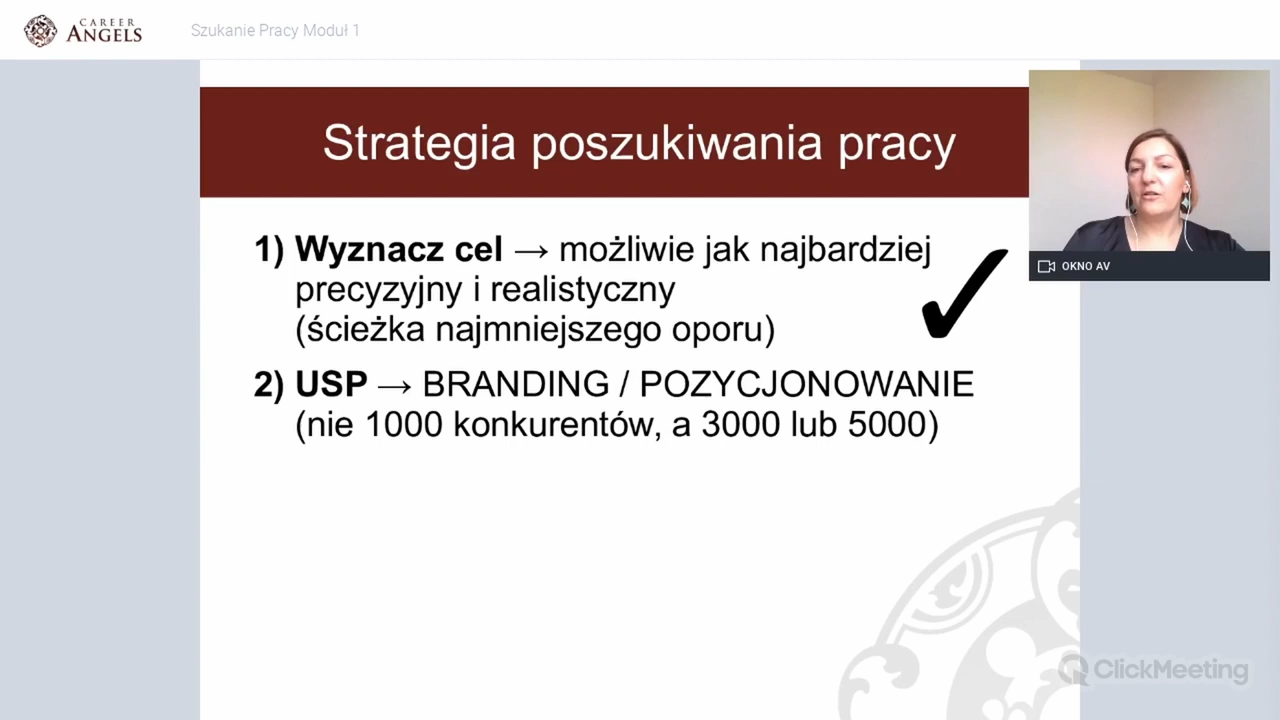 CAREER
ANGELS
Szukanie Pracy Moduł 1
Strategia poszukiwania pracy
1) Wyznacz cel → możliwie jak najbardziej
precyzyjny i realistyczny
(ścieżka najmniejszego oporu)
2) USP → BRANDING / POZYCJONOWANIE
(nie 1000 konkurentów, a 3000 lub 5000)
OKNO AV
ClickMeeting